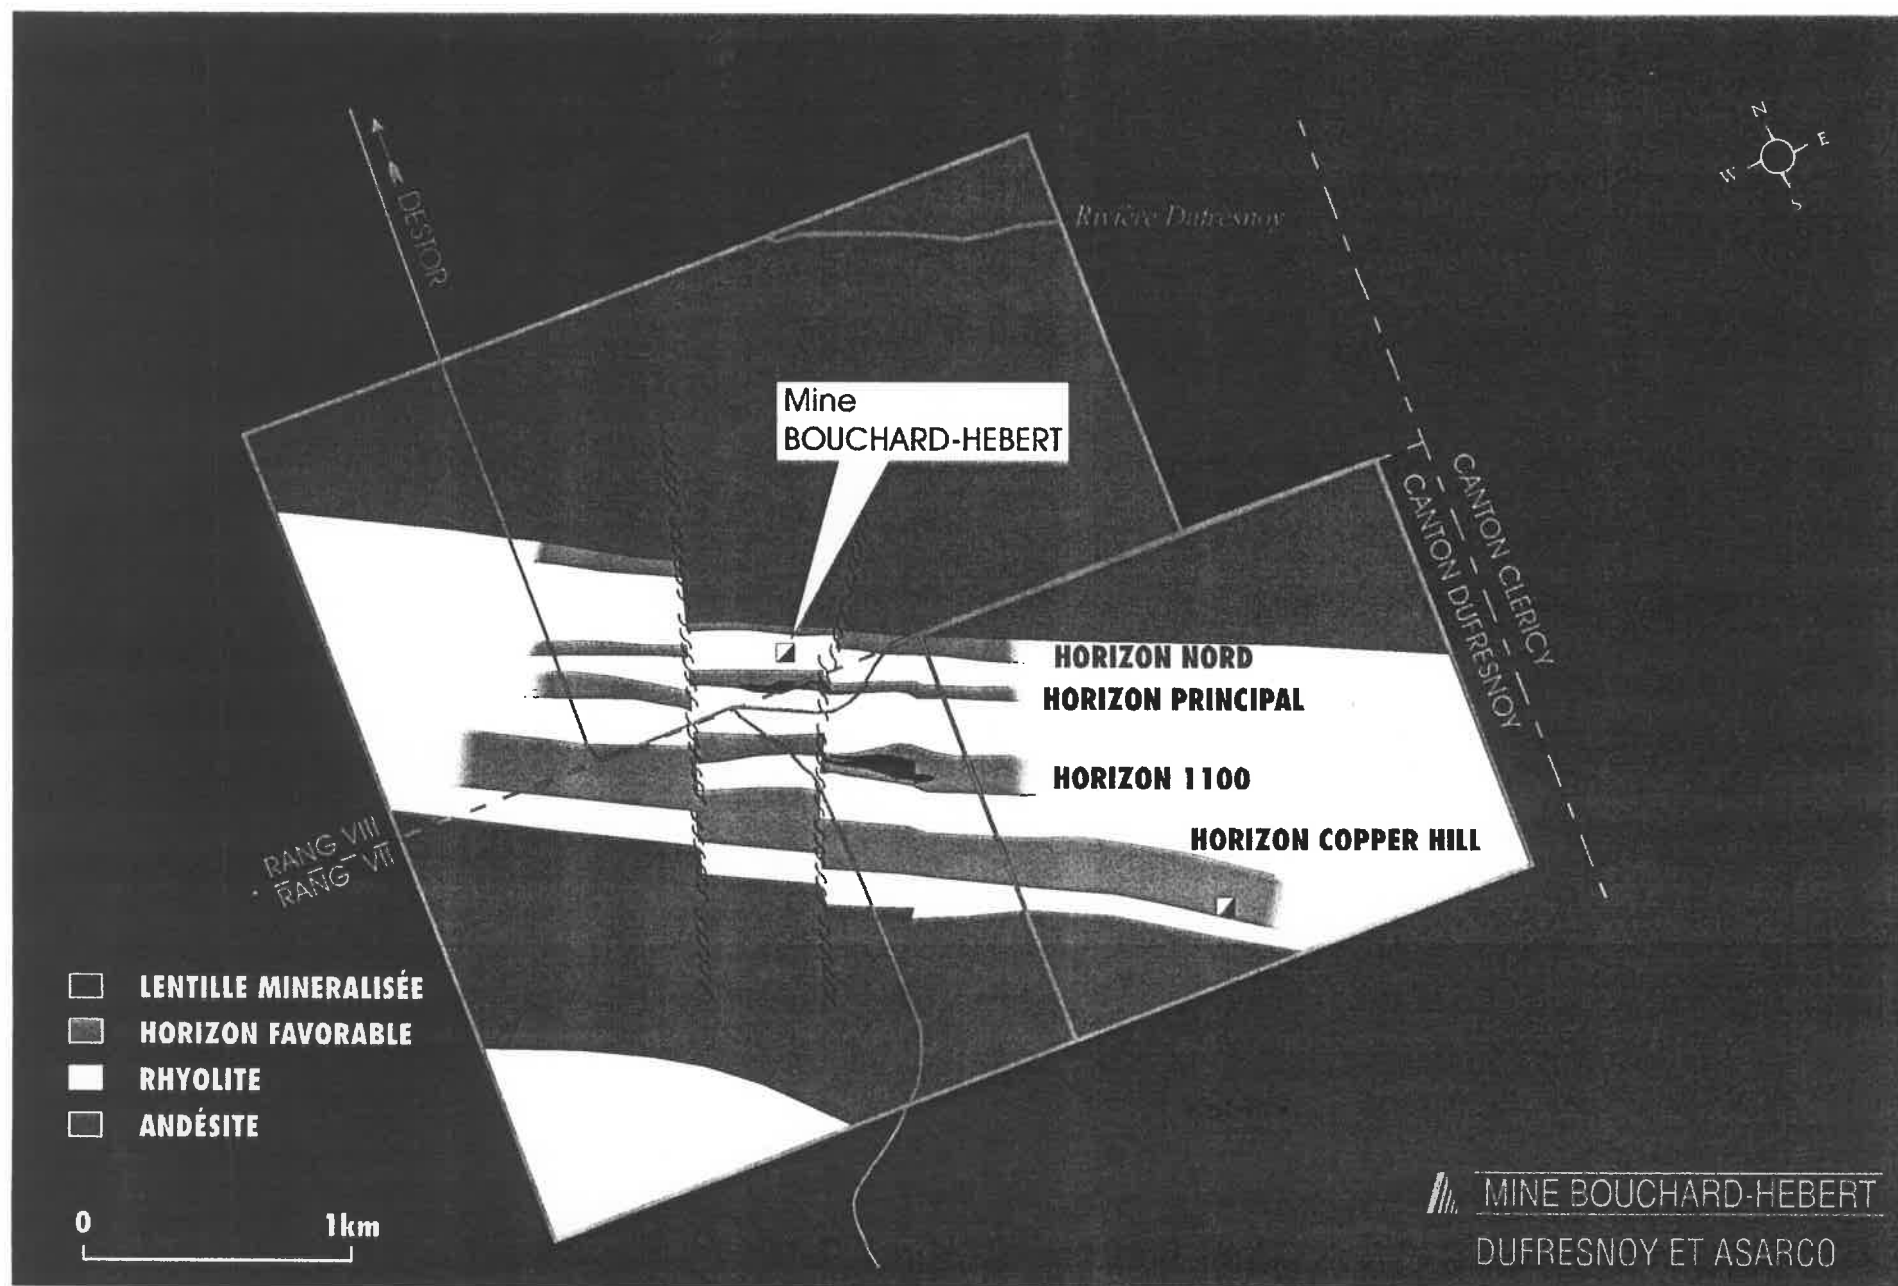 N
E
W
S
DESTOR
Rivière Dufresnoy
Mine
BOUCHARD-HEBERT
CANTON CLERICY
CANTON DUFRESNOY
HORIZON NORD
HORIZON PRINCIPAL
HORIZON 1100
HORIZON COPPER HILL
RANG VIII
RANG VII
LENTILLE MINERALISÉE
HORIZON FAVORABLE
RHYOLITE
ANDÉSITE
0 1km
MINE BOUCHARD-HEBERT
DUFRESNOY ET ASARCO